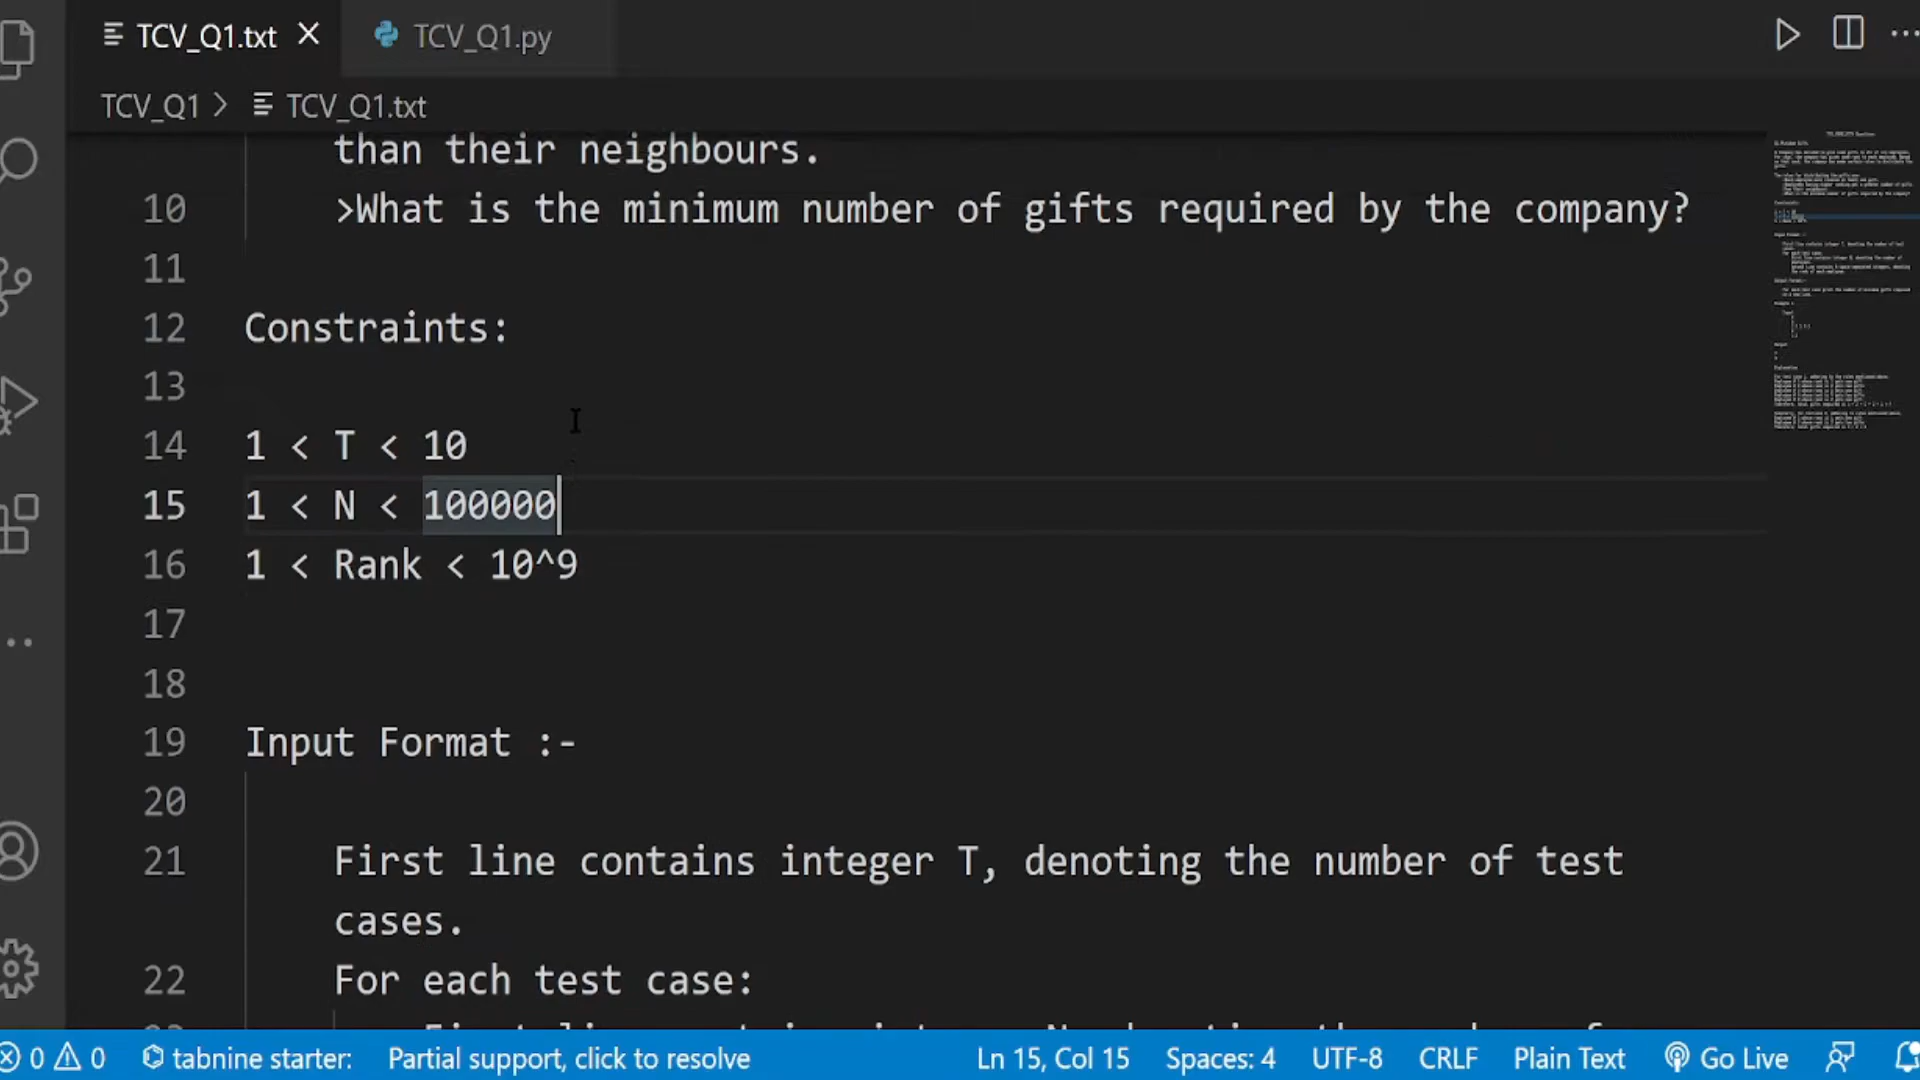 TCV_Q1.txt
TCV_Q1.py
TCV_Q1 > TCV_Q1.txt
than their neighbours.
10 >What is the minimum number of gifts required by the company?
11
12 Constraints:
13
14 1 < T < 10
15 1 < N < 100000
16 1 < Rank < 10^9
17
18
19 Input Format :-
20
21 First line contains integer T, denoting the number of test
cases.
22 For each test case:
0 0 tabnine starter: Partial support, click to resolve Ln 15, Col 15 Spaces: 4 UTF-8 CRLF Plain Text Go Live